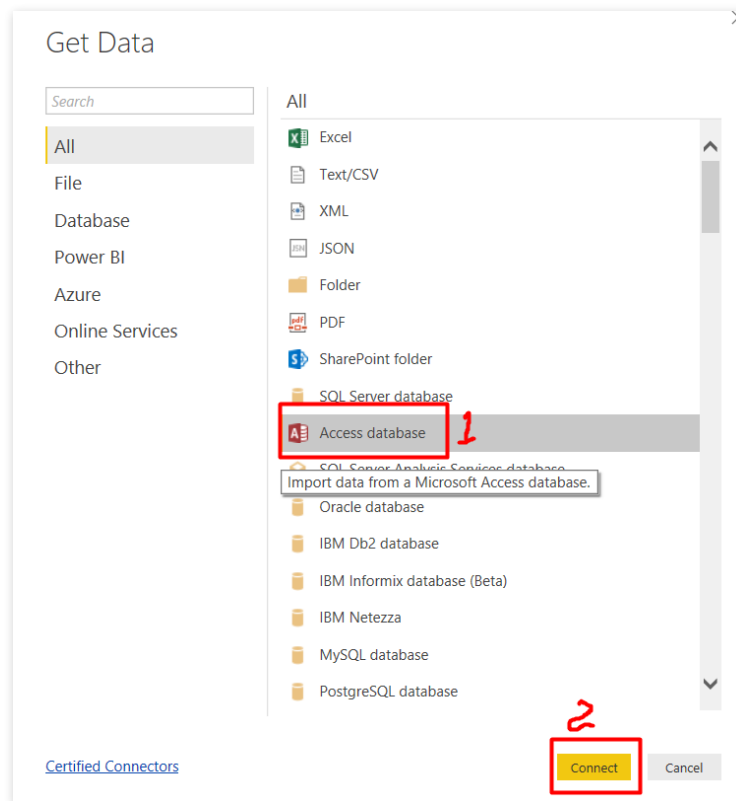 Get Data
Search
All
File
Database
Power BI
Azure
Online Services
Other
All
Excel
Text/CSV
XML
JSON
Folder
PDF
SharePoint folder
SQL Server database
Access database 1
SQL Server Analysis Services database
Import data from a Microsoft Access database.
Oracle database
IBM Db2 database
IBM Informix database (Beta)
IBM Netezza
MySQL database
PostgreSQL database
2
Certified Connectors
Connect
Cancel